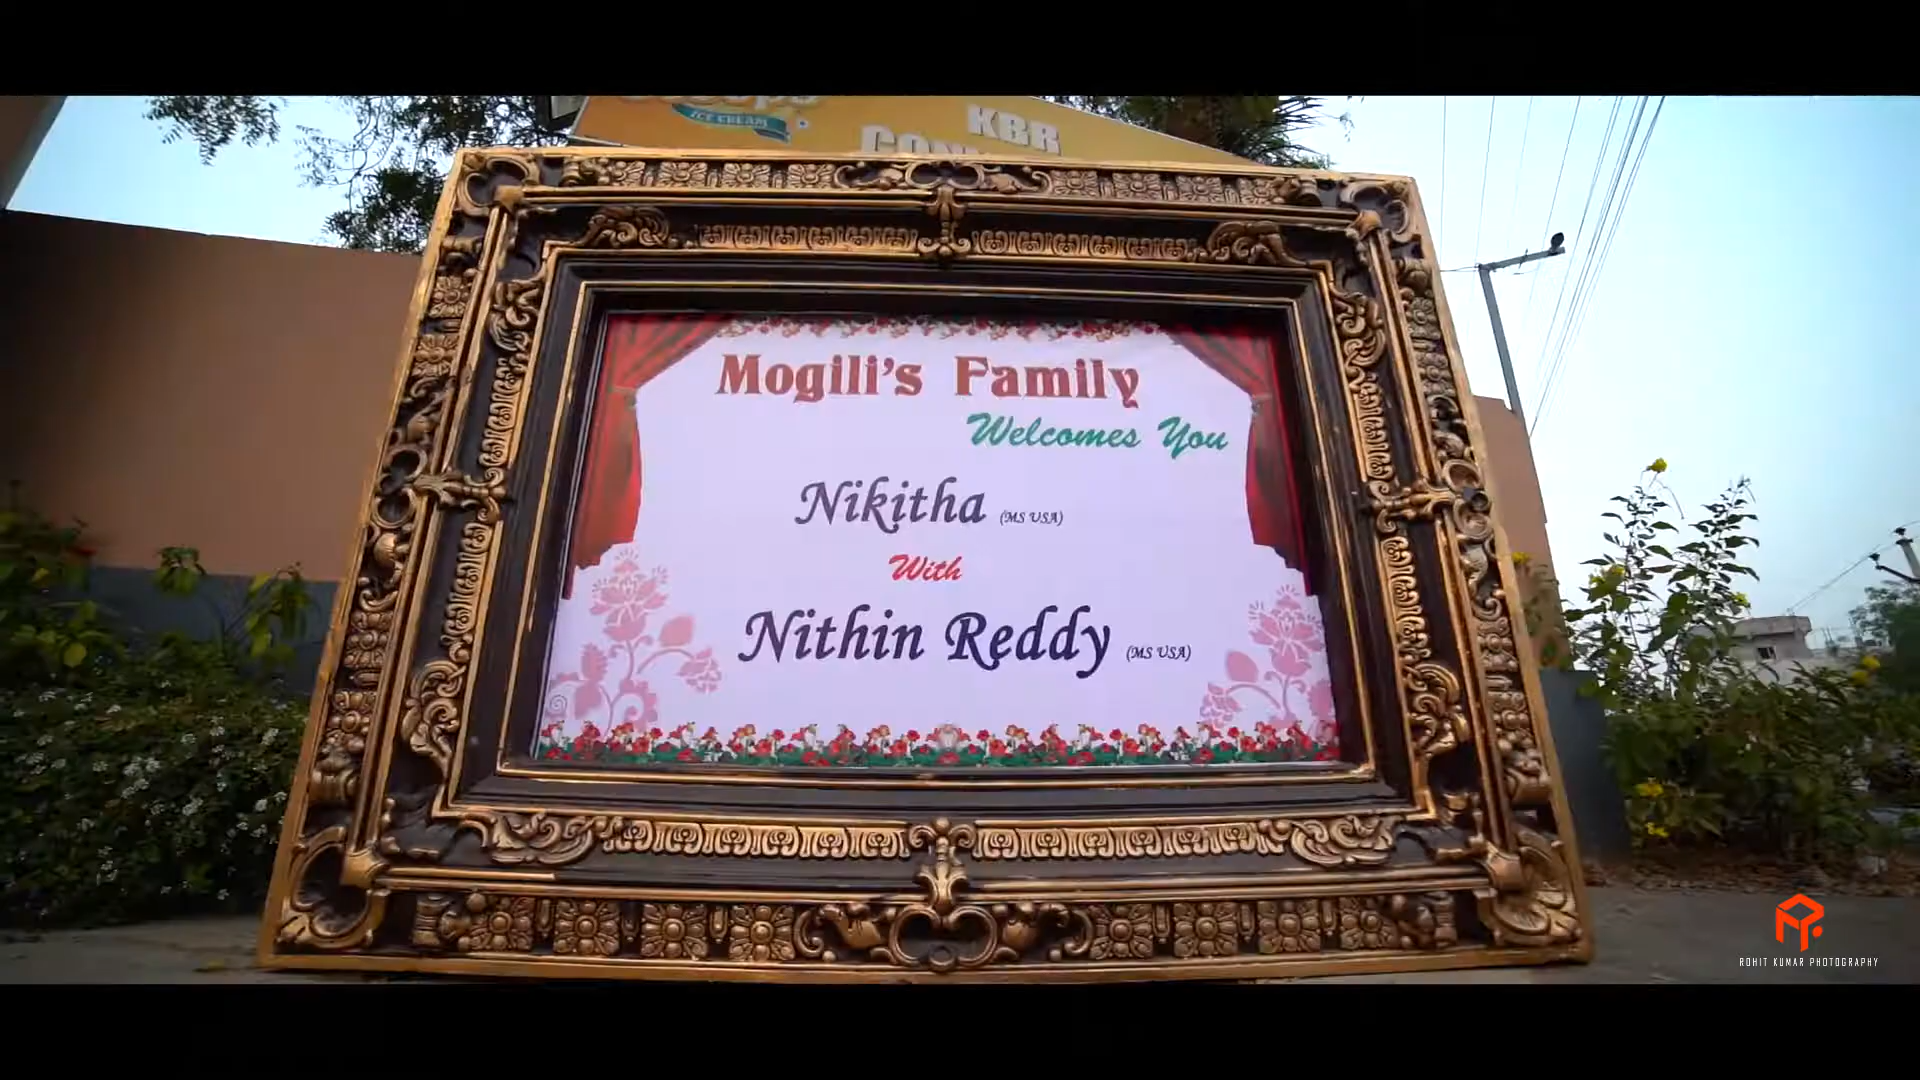 ICE CREAM
KBR
Mogili's Family
Welcomes You
Nikitha (MS USA)
With
Nithin Reddy (MS USA)
ROHIT KUMAR PHOTOGRAPHY